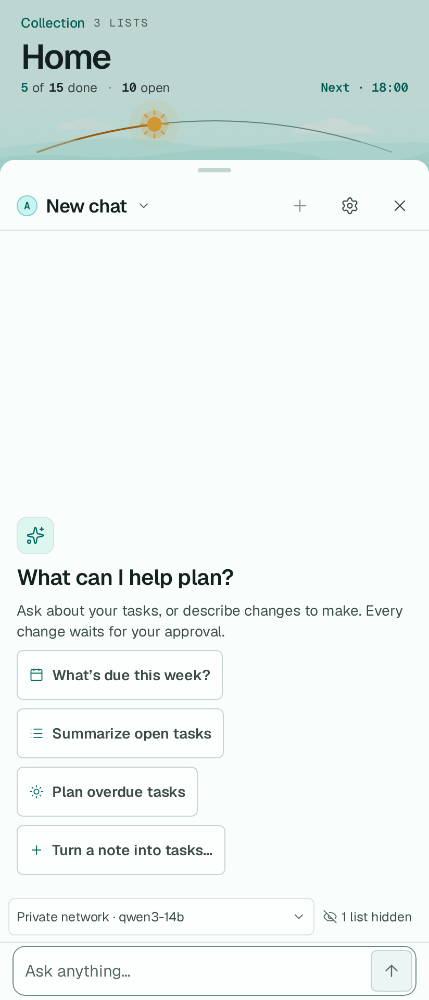 Collection 3 LISTS
Home
5 of 15 done · 10 open
Next · 18:00
A New chat
What can I help plan?
Ask about your tasks, or describe changes to make. Every
change waits for your approval.
What's due this week?
Summarize open tasks
Plan overdue tasks
Turn a note into tasks…
Private network · qwen3-14b
1 list hidden
Ask anything…